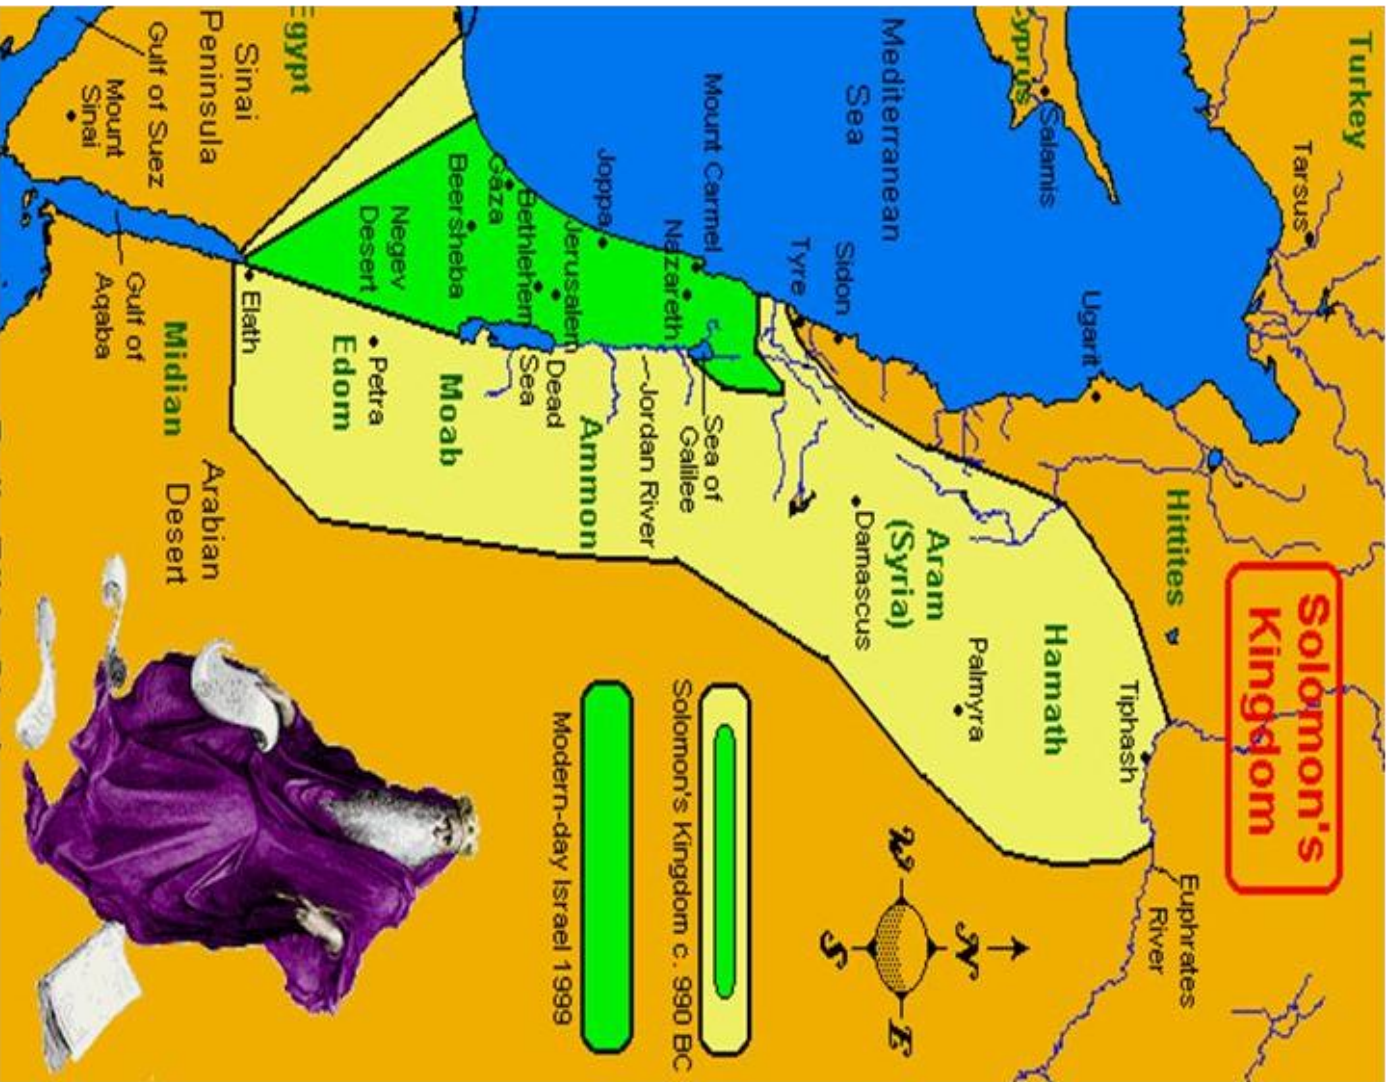 Turkey
Tarsus
Solomon's
Kingdom
Hittites
Euphrates
River
Tiphash
Ugarit
Hamath
Salamis
Cyprus
Palmyra
N
W
E
S
Aram
(Syria)
Damascus
Mediterranean
Sea
Sidon
Tyre
Mount Carmel
Nazareth
Sea of
Galilee
Jordan River
Solomon's Kingdom c. 990 BC
Joppa
Ammon
Jerusalem
Bethlehem
Dead
Sea
Modern-day Israel 1999
Gaza
Beersheba
Moab
Negev
Desert
Petra
Edom
Egypt
Elath
Sinai
Peninsula
Arabian
Desert
Midian
Gulf of Suez
Gulf of
Aqaba
Mount
Sinai